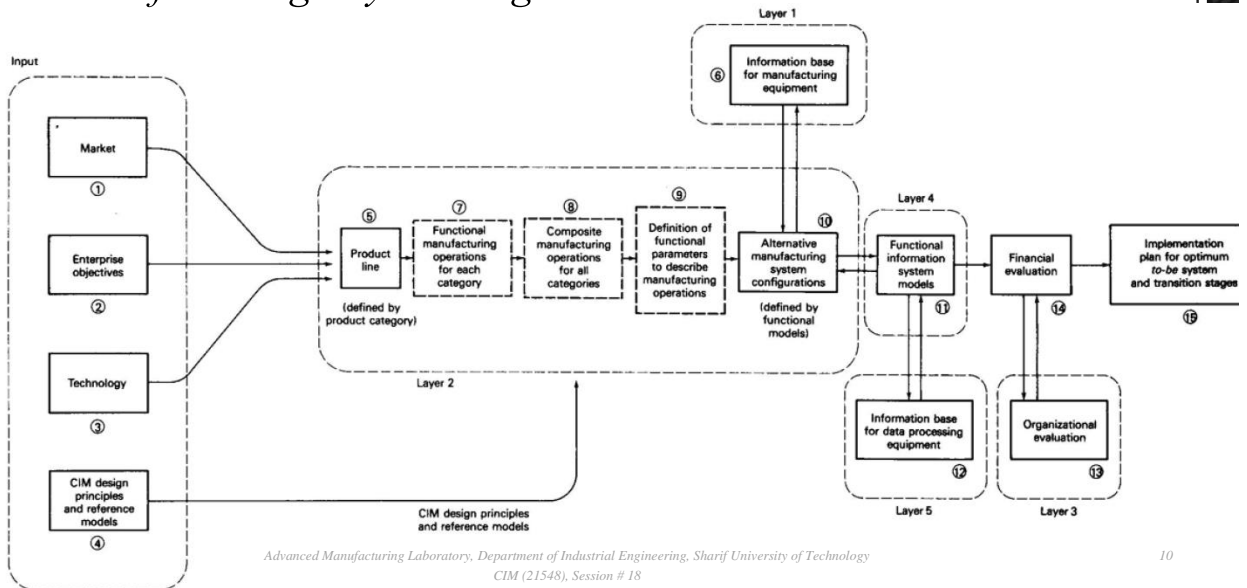 Layer 1
Input
⑥
Information base
for manufacturing
equipment
Market
①
Enterprise
objectives
②
Technology
③
CIM design
principles
and reference
models
④
⑤
Product
line
(defined by
product category)
⑦
Functional
manufacturing
operations
for each
category
⑧
Composite
manufacturing
operations
for all
categories
⑨
Definition of
functional
parameters
to describe
manufacturing
operations
⑩
Alternative
manufacturing
system
configurations
(defined by
functional
models)
Layer 2
CIM design principles
and reference models
Layer 4
Functional
information
system
models
⑪
Information base
for data processing
equipment
⑫
Layer 5
Financial
evaluation
⑭
Organizational
evaluation
⑬
Layer 3
Implementation
plan for optimum
to-be system
and transition stages
⑮
Advanced Manufacturing Laboratory, Department of Industrial Engineering, Sharif University of Technology
CIM (21548), Session # 18
10